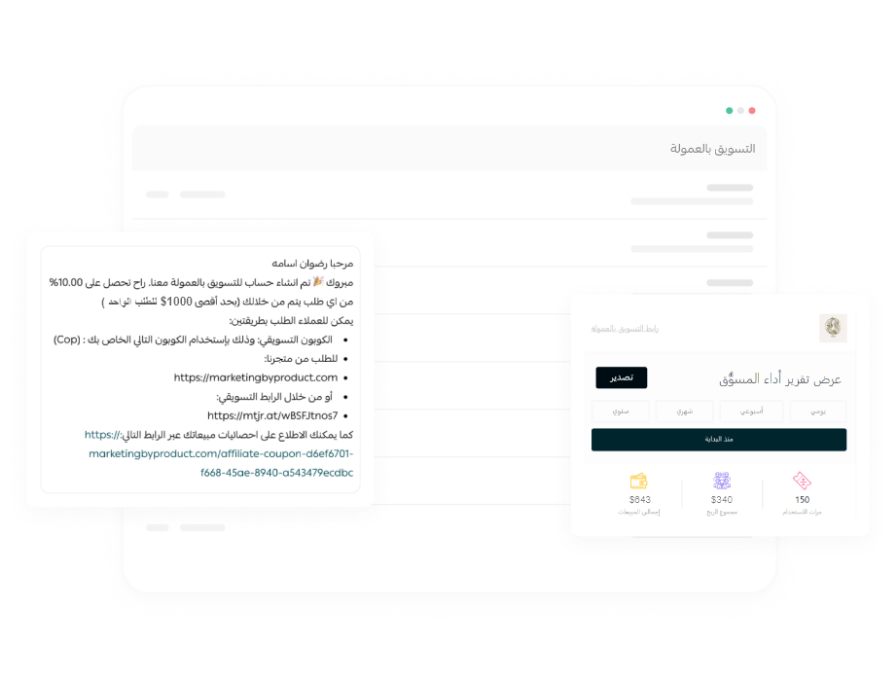 التسويق بالعمولة
مرحبا رضوان اسامه
مبروك 🎉 تم انشاء حساب للتسويق بالعمولة معنا. راح تحصل على 10.00%
من اي طلب يتم من خلالك (بحد أقصى 1000$ للطلب الواحد )
يمكن للعملاء الطلب بطريقتين:
• الكوبون التسويقي: وذلك بإستخدام الكوبون التالي الخاص بك : (Cop)
• للطلب من متجرنا:
• https://marketingbyproduct.com
• أو من خلال الرابط التسويقي:
• https://mtjr.at/wBSFJtnos7
كما يمكنك الاطلاع على احصائيات مبيعاتك عبر الرابط التالي:https://
marketingbyproduct.com/affiliate-coupon-d6ef6701-
f668-45ae-8940-a543479ecdbc
رابط التسويق بالعمولة
عرض تقرير أداء المسوّق
تصدير
يومي
أسبوعي
شهري
سنوي
منذ البداية
150
$340
$643
مرات الاستخدام
مجموع الربح
إجمالي المبيعات